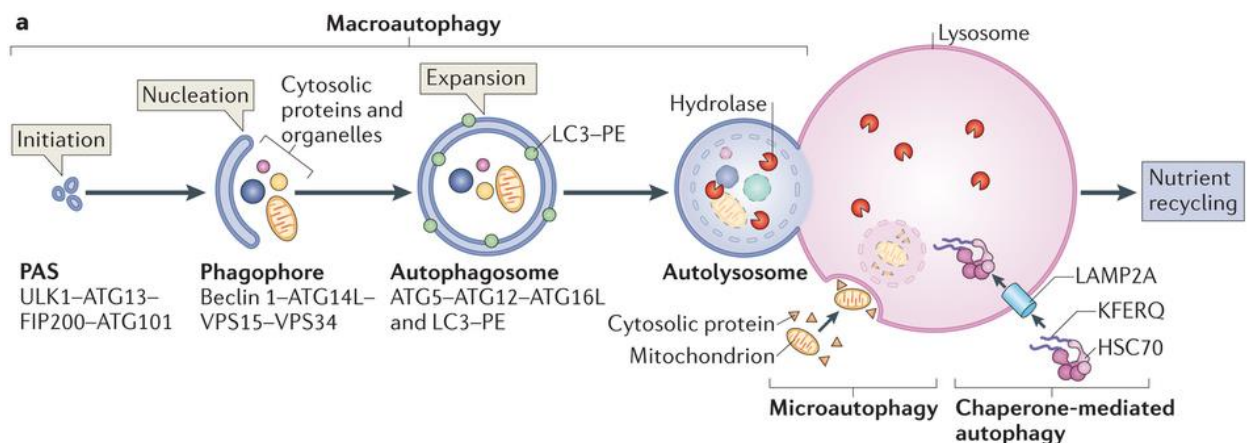 a
Macroautophagy
Initiation
Nucleation
Cytosolic
proteins and
organelles
Expansion
LC3–PE
Hydrolase
Lysosome
Nutrient
recycling
PAS
ULK1–ATG13–
FIP200–ATG101
Phagophore
Beclin 1–ATG14L–
VPS15–VPS34
Autophagosome
ATG5–ATG12–ATG16L
and LC3–PE
Autolysosome
Cytosolic protein
Mitochondrion
LAMP2A
KFERQ
HSC70
Microautophagy
Chaperone-mediated
autophagy